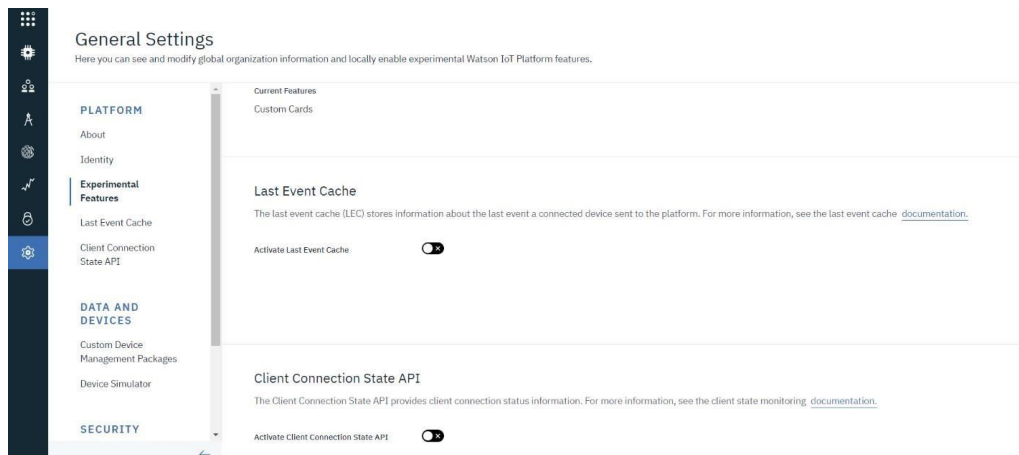 General Settings
Here you can see and modify global organization information and locally enable experimental Watson IoT Platform features.
PLATFORM
About
Identity
Experimental
Features
Last Event Cache
Client Connection
State API
DATA AND
DEVICES
Custom Device
Management Packages
Device Simulator
SECURITY
Current Features
Custom Cards
Last Event Cache
The last event cache (LEC) stores information about the last event a connected device sent to the platform. For more information, see the last event cache documentation.
Activate Last Event Cache
Client Connection State API
The Client Connection State API provides client connection status information. For more information, see the client state monitoring documentation.
Activate Client Connection State API